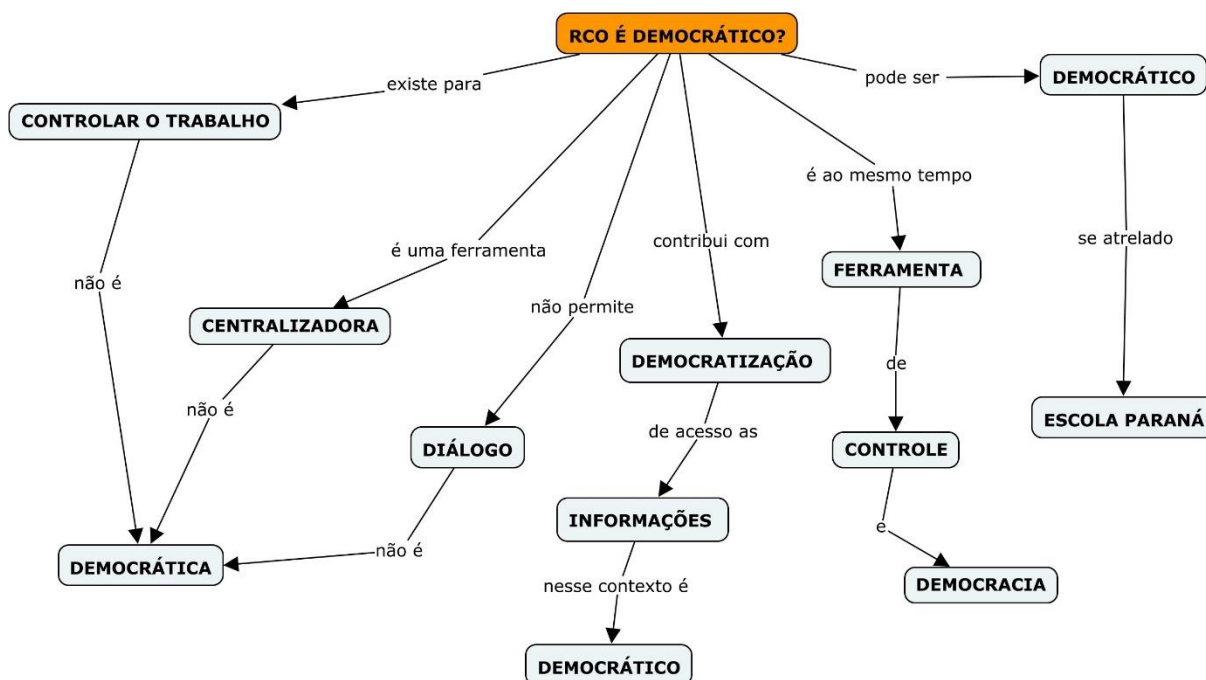 RCO É DEMOCRÁTICO?
existe para
pode ser
DEMOCRÁTICO
CONTROLAR O TRABALHO
é ao mesmo tempo
contribui com
se atrelado
é uma ferramenta
FERRAMENTA
não é
não permite
CENTRALIZADORA
DEMOCRATIZAÇÃO
de
não é
ESCOLA PARANÁ
de acesso as
DIÁLOGO
CONTROLE
INFORMAÇÕES
e
não é
DEMOCRÁTICA
nesse contexto é
DEMOCRACIA
DEMOCRÁTICO